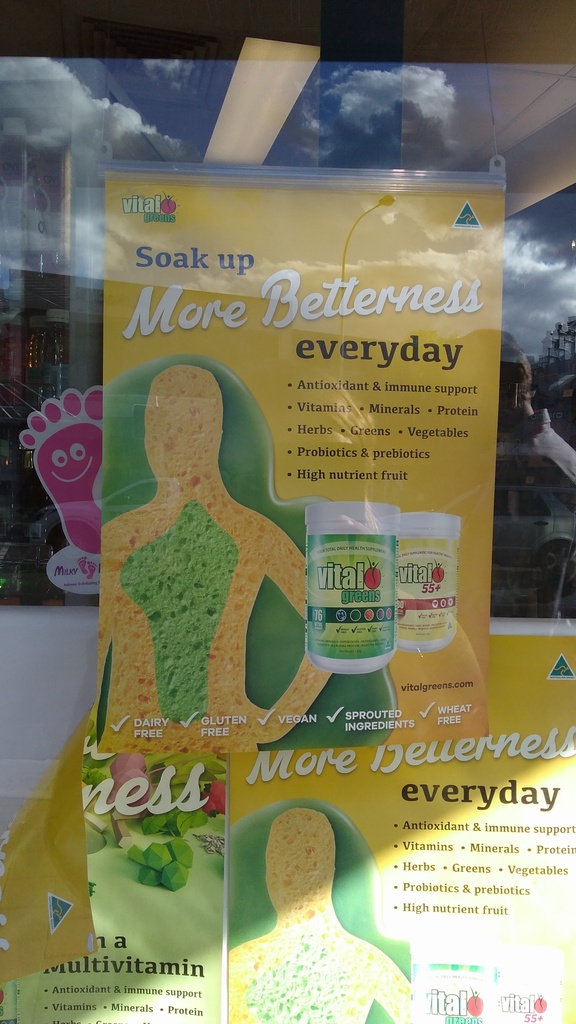 vital
greens
Soak up
More Betterness
everyday
• Antioxidant & immune support
• Vitamins • Minerals • Protein
• Herbs • Greens • Vegetables
• Probiotics & prebiotics
• High nutrient fruit
vital
greens
76
vital
55+
MILKY
vitalgreens.com
DAIRY FREE
GLUTEN FREE
VEGAN
SPROUTED INGREDIENTS
WHEAT FREE
ness
n a
Multivitamin
• Antioxidant & immune support
• Vitamins • Minerals • Protein
More Betterness
everyday
• Antioxidant & immune support
• Vitamins • Minerals • Protein
• Herbs • Greens • Vegetables
• Probiotics & prebiotics
• High nutrient fruit
vital
greens
vital
55+